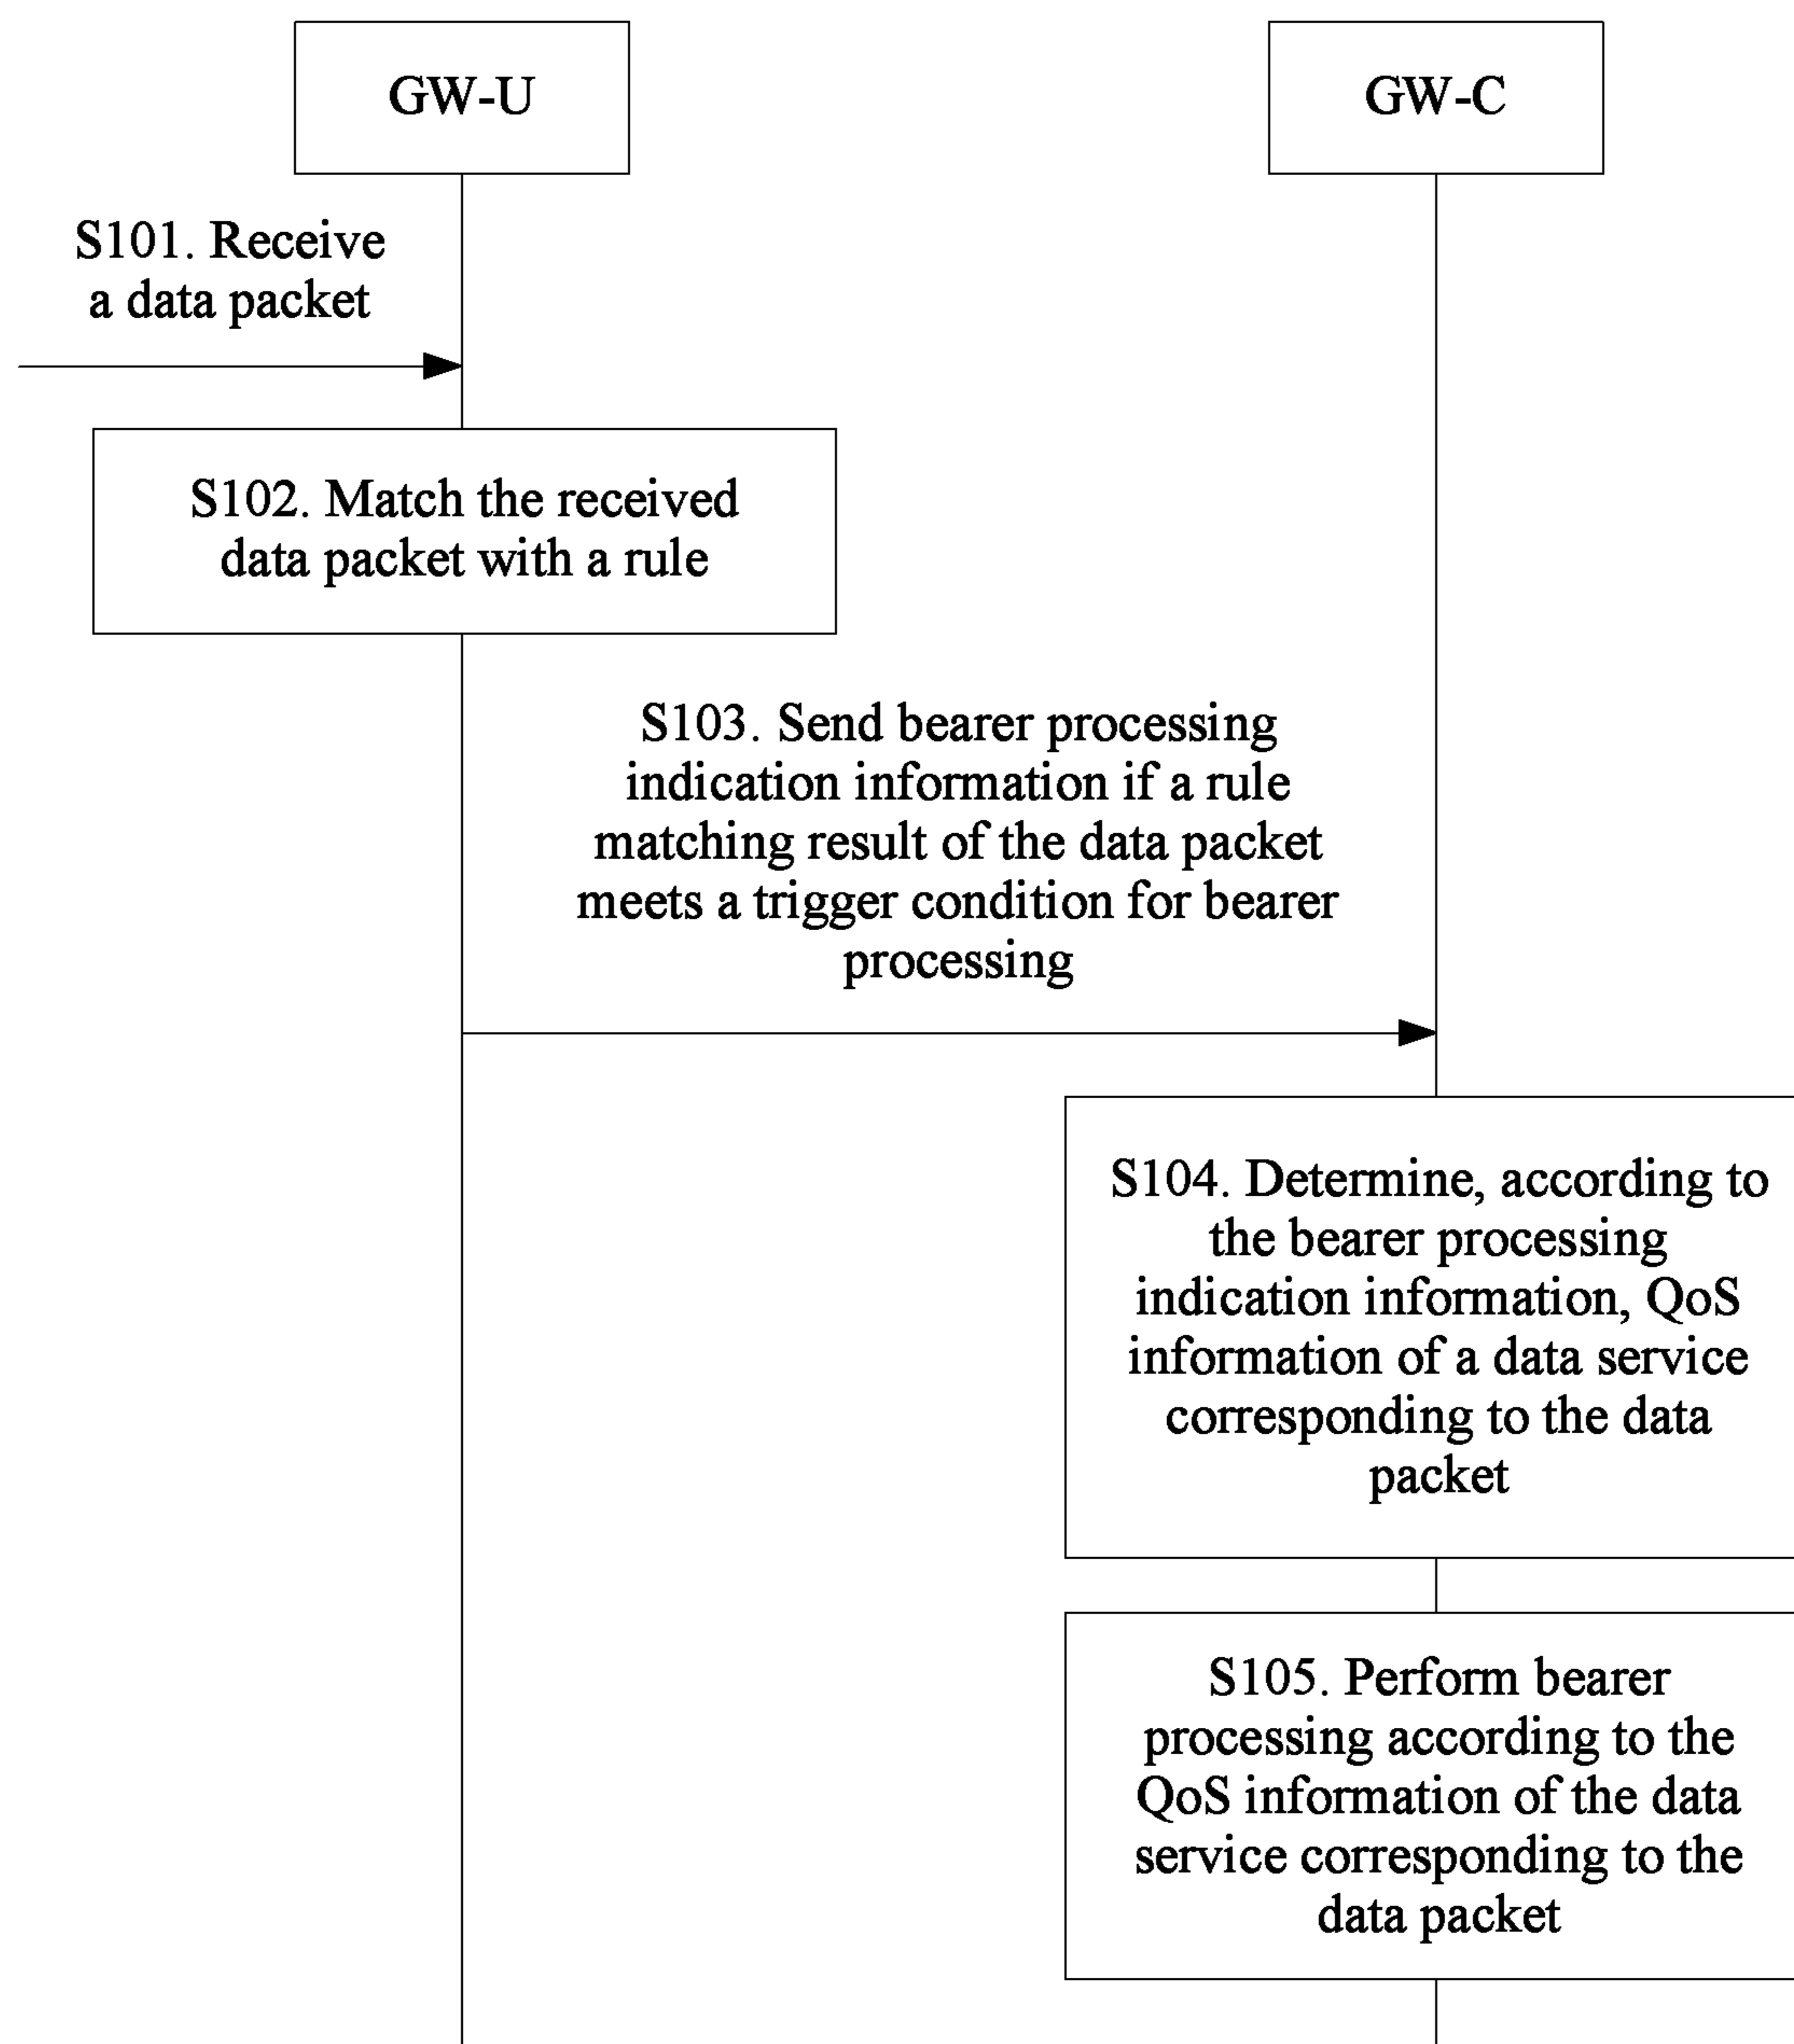 GW-U
GW-C
S101. Receive
a data packet
S102. Match the received
data packet with a rule
S103. Send bearer processing
indication information if a rule
matching result of the data packet
meets a trigger condition for bearer
processing
S104. Determine, according to
the bearer processing
indication information, QoS
information of a data service
corresponding to the data
packet
S105. Perform bearer
processing according to the
QoS information of the data
service corresponding to the
data packet